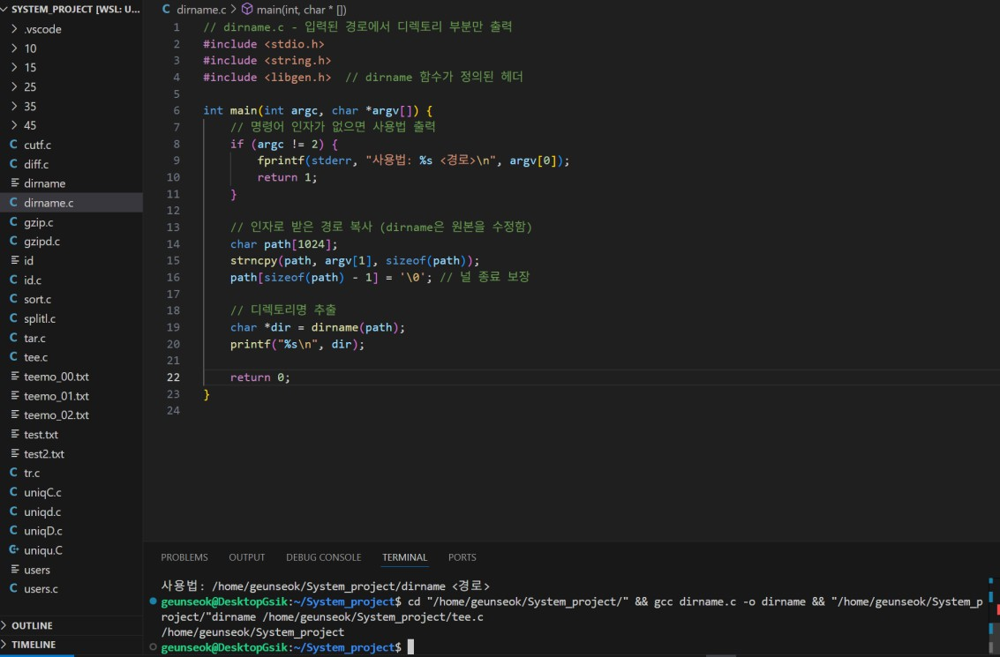 SYSTEM_PROJECT [WSL: U...
.vscode
10
15
25
35
45
cutf.c
diff.c
dirname
dirname.c
gzip.c
gzipd.c
id
id.c
sort.c
splitl.c
tar.c
tee.c
teemo_00.txt
teemo_01.txt
teemo_02.txt
test.txt
test2.txt
tr.c
uniqC.c
uniqd.c
uniqD.c
uniqu.C
users
users.c
OUTLINE
TIMELINE
C dirname.c > main(int, char * [])
1 // dirname.c - 입력된 경로에서 디렉토리 부분만 출력
2 #include <stdio.h>
3 #include <string.h>
4 #include <libgen.h>  // dirname 함수가 정의된 헤더
5
6 int main(int argc, char *argv[]) {
7     // 명령어 인자가 없으면 사용법 출력
8     if (argc != 2) {
9         fprintf(stderr, "사용법: %s <경로>\n", argv[0]);
10         return 1;
11     }
12
13     // 인자로 받은 경로 복사 (dirname은 원본을 수정함)
14     char path[1024];
15     strncpy(path, argv[1], sizeof(path));
16     path[sizeof(path) - 1] = '\0'; // 널 종료 보장
17
18     // 디렉토리명 추출
19     char *dir = dirname(path);
20     printf("%s\n", dir);
21
22     return 0;
23 }
24
PROBLEMS OUTPUT DEBUG CONSOLE TERMINAL PORTS
사용법: /home/geunseok/System_project/dirname <경로>
geunseok@DesktopGsik:~/System_project$ cd "/home/geunseok/System_project/" && gcc dirname.c -o dirname && "/home/geunseok/System_p
roject/"dirname /home/geunseok/System_project/tee.c
/home/geunseok/System_project
geunseok@DesktopGsik:~/System_project$